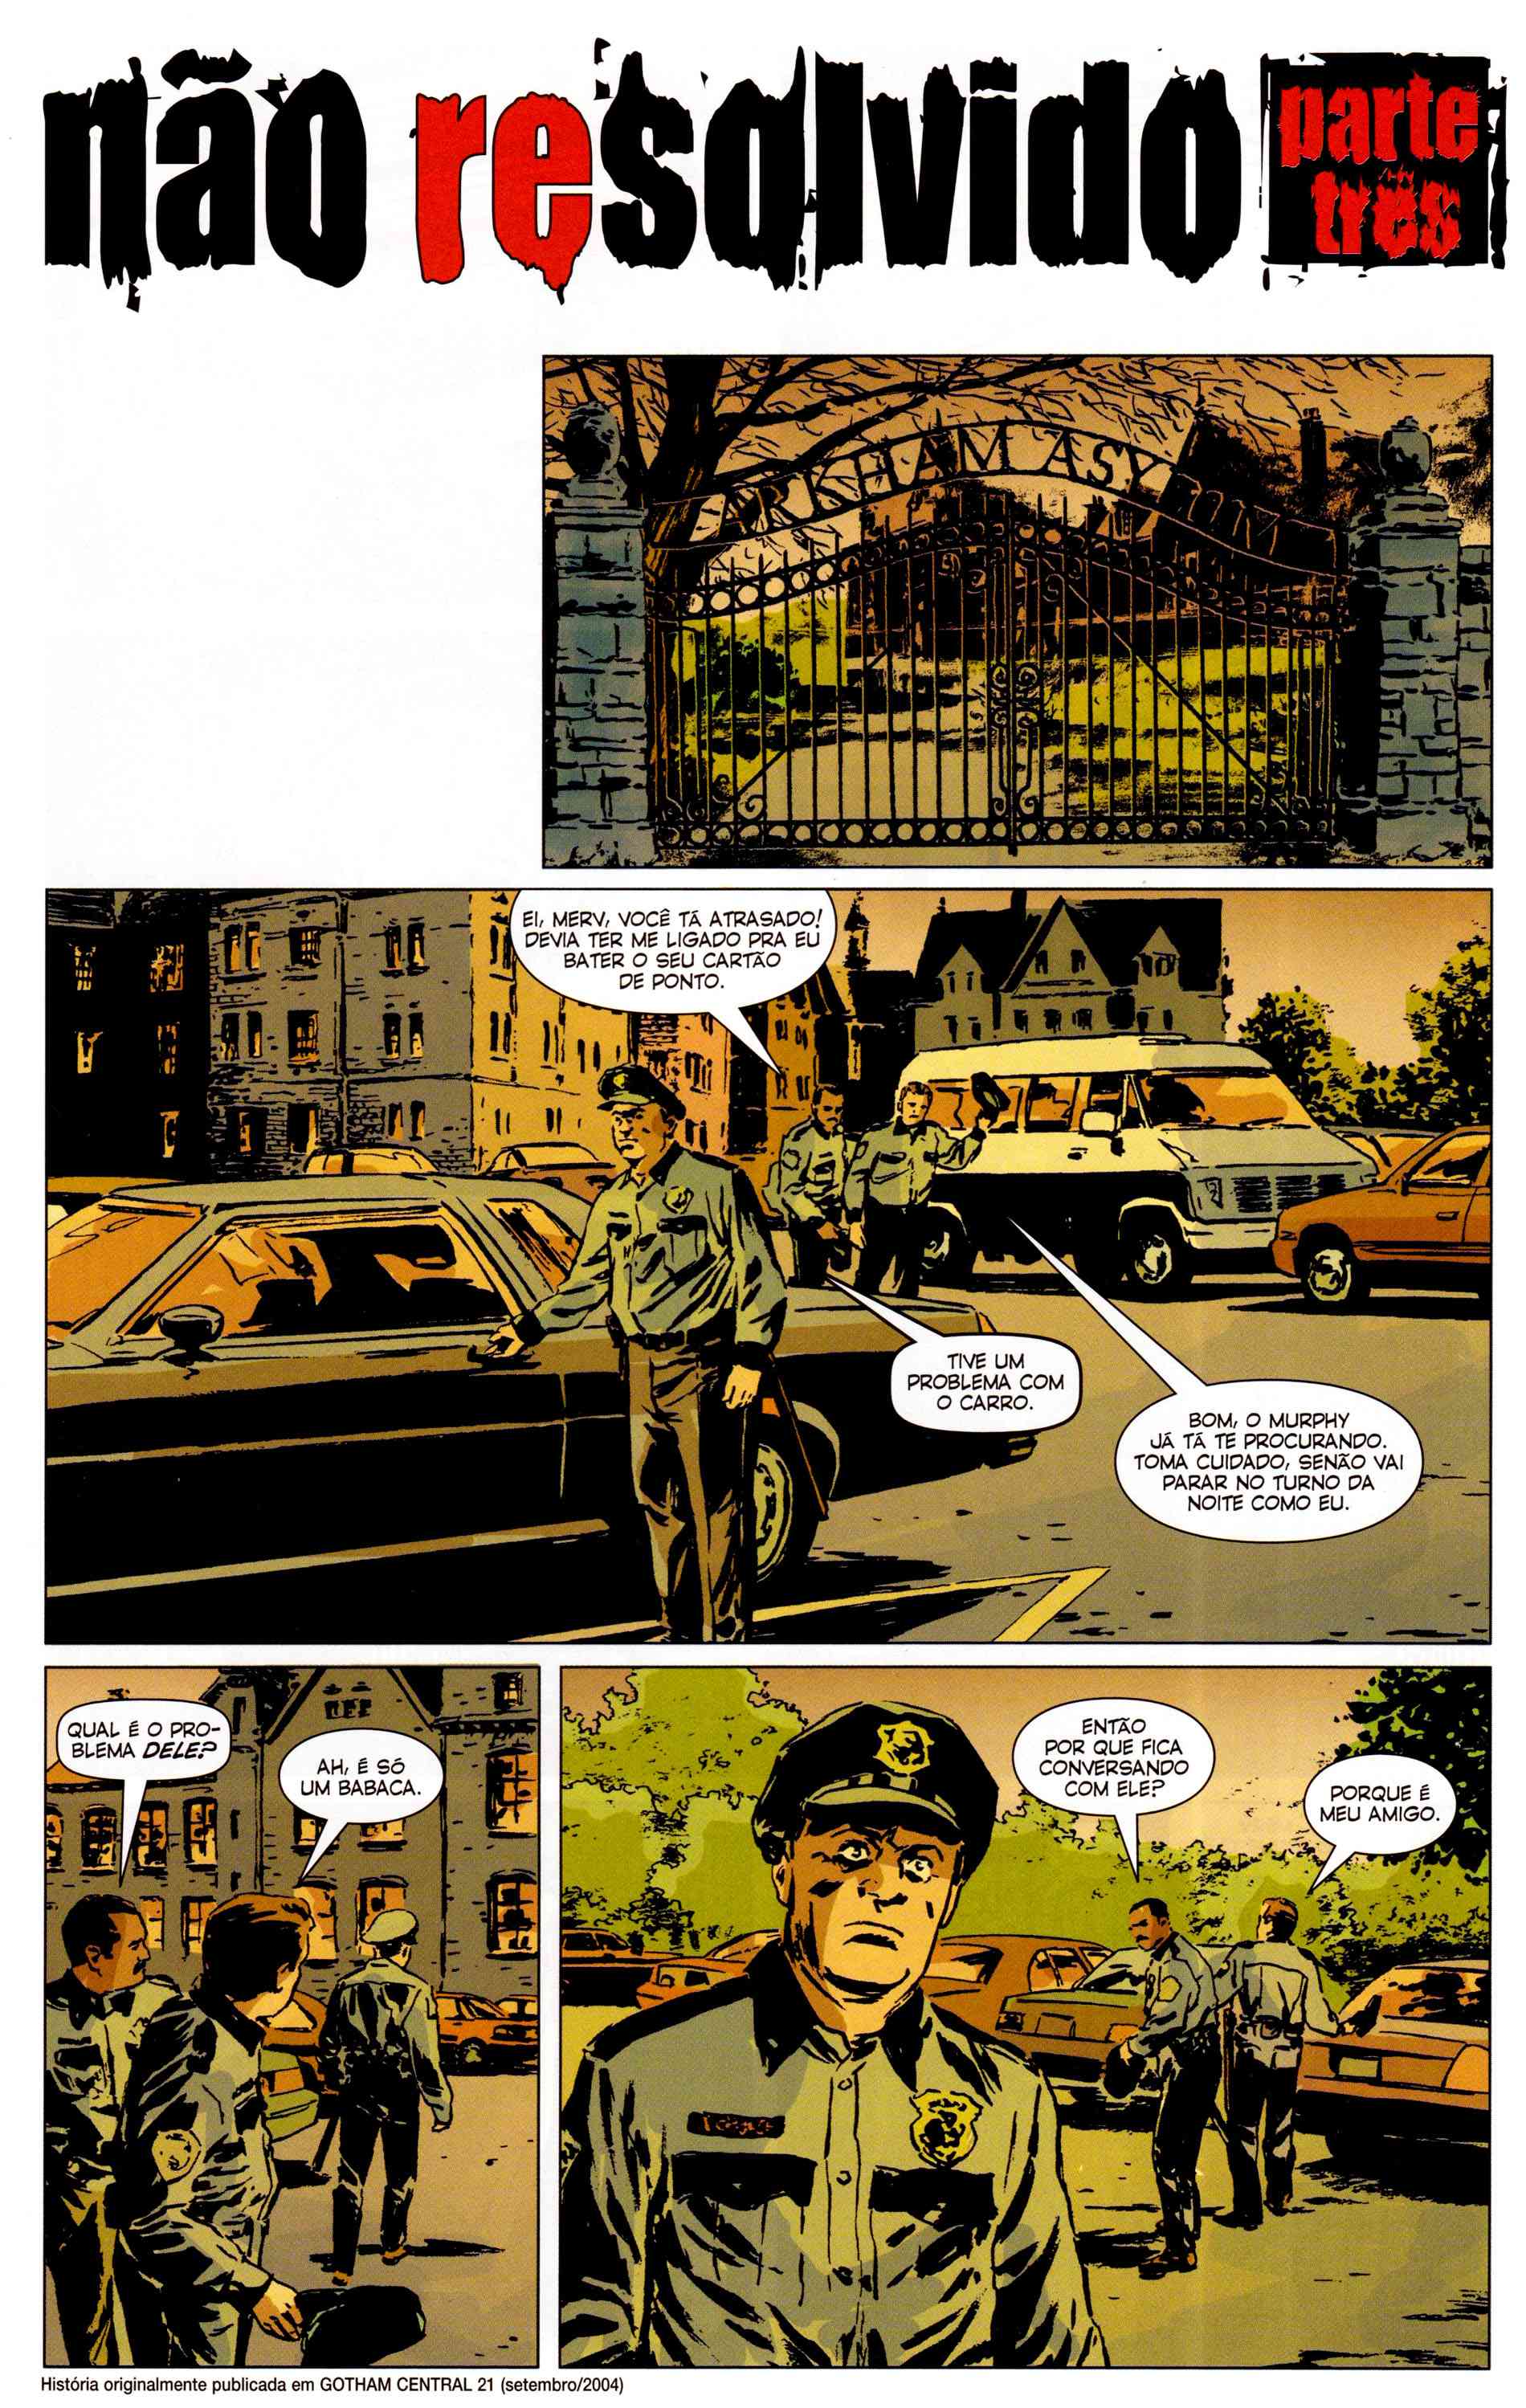 não resolvido
parte
três
ARKHAM ASYLUM
EI, MERV, VOCÊ TÁ ATRASADO!
DEVIA TER ME LIGADO PRA EU
BATER O SEU CARTÃO
DE PONTO.
TIVE UM
PROBLEMA COM
O CARRO.
BOM, O MURPHY
JÁ TÁ TE PROCURANDO.
TOMA CUIDADO, SENÃO VAI
PARAR NO TURNO DA
NOITE COMO EU.
QUAL É O PRO-
BLEMA DELE?
AH, É SÓ
UM BABACA.
ENTÃO
POR QUE FICA
CONVERSANDO
COM ELE?
PORQUE É
MEU AMIGO.
História originalmente publicada em GOTHAM CENTRAL 21 (setembro/2004)